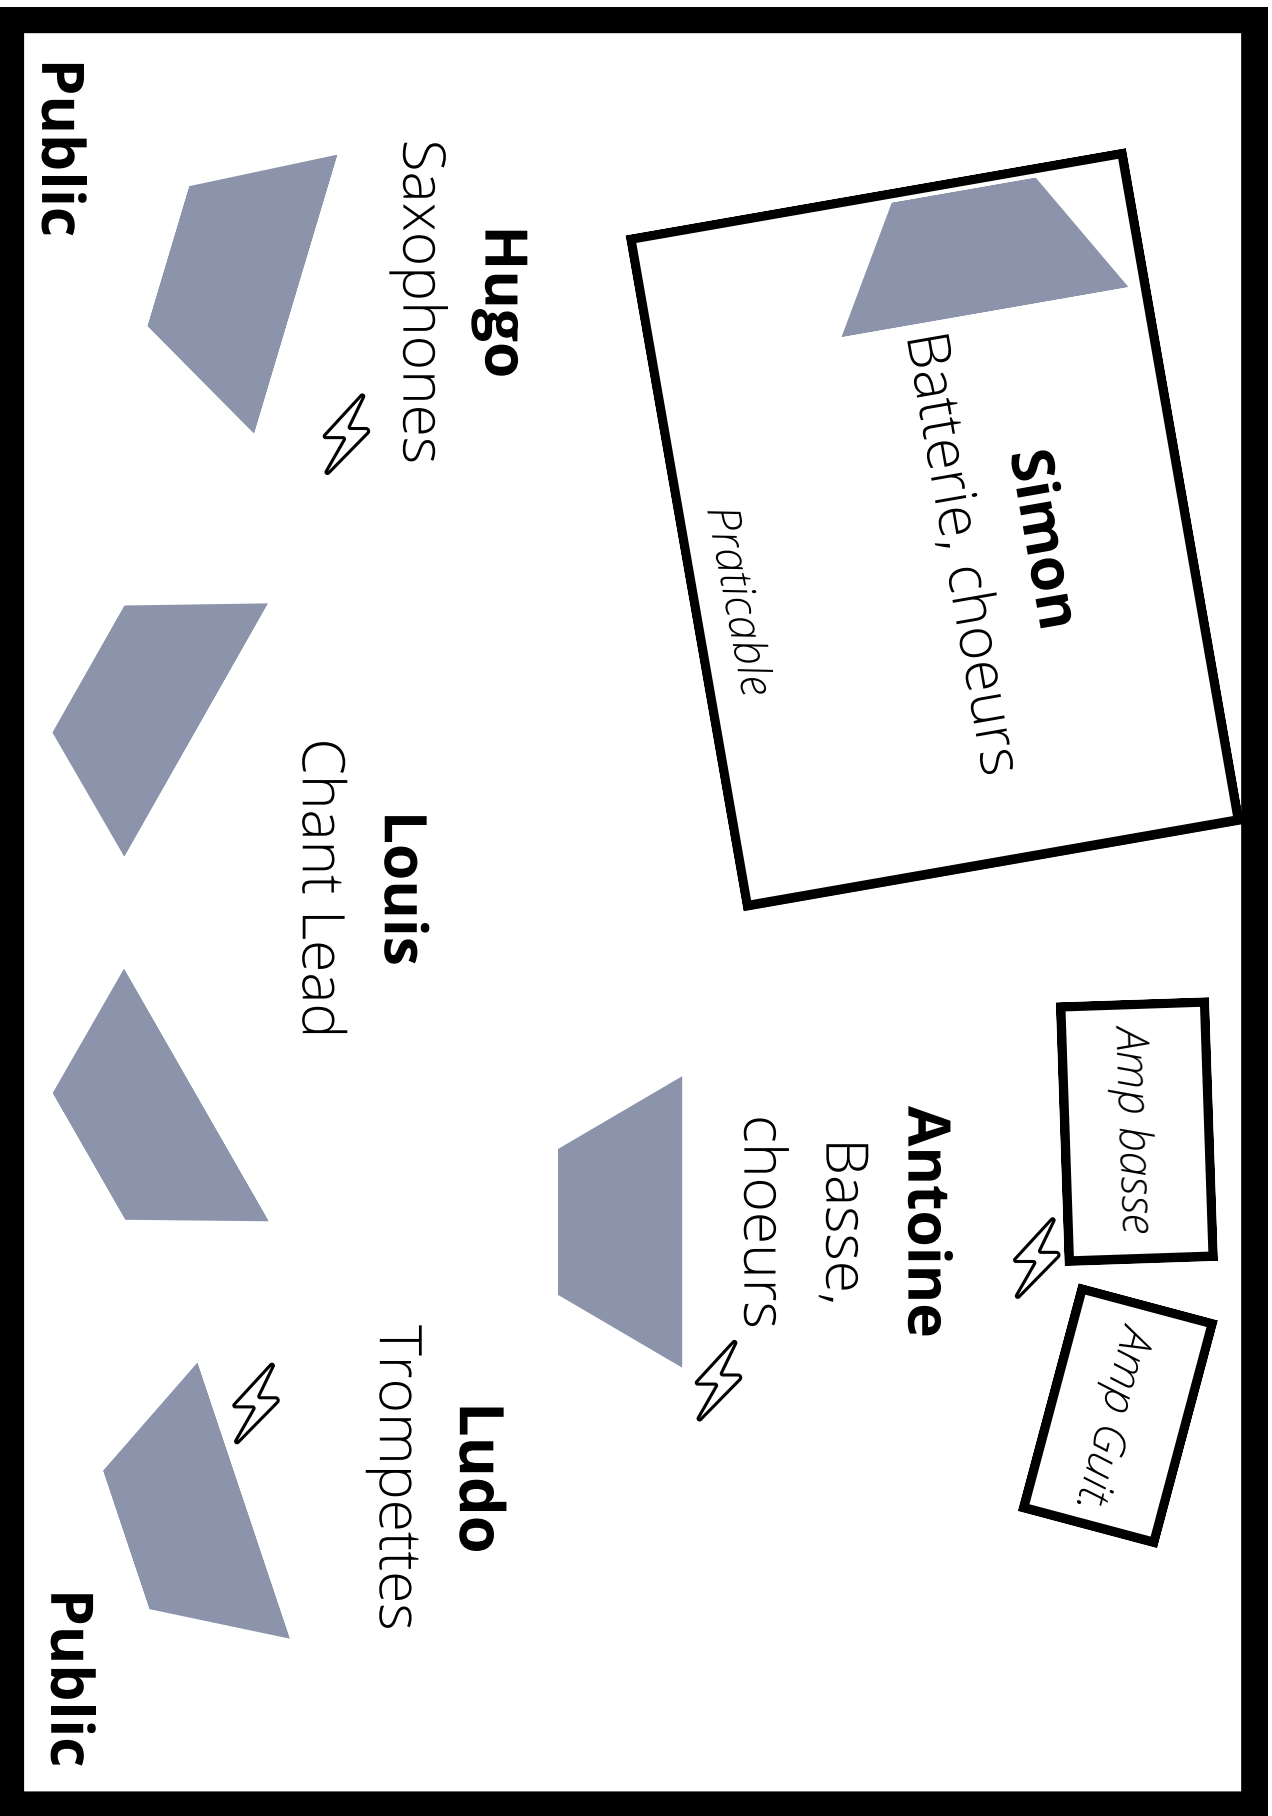 Simon
Batterie, choeurs
Praticable
Amp basse
Amp Guit.
Antoine
Basse,
choeurs
Hugo
Saxophones
Louis
Chant Lead
Ludo
Trompettes
Public
Public